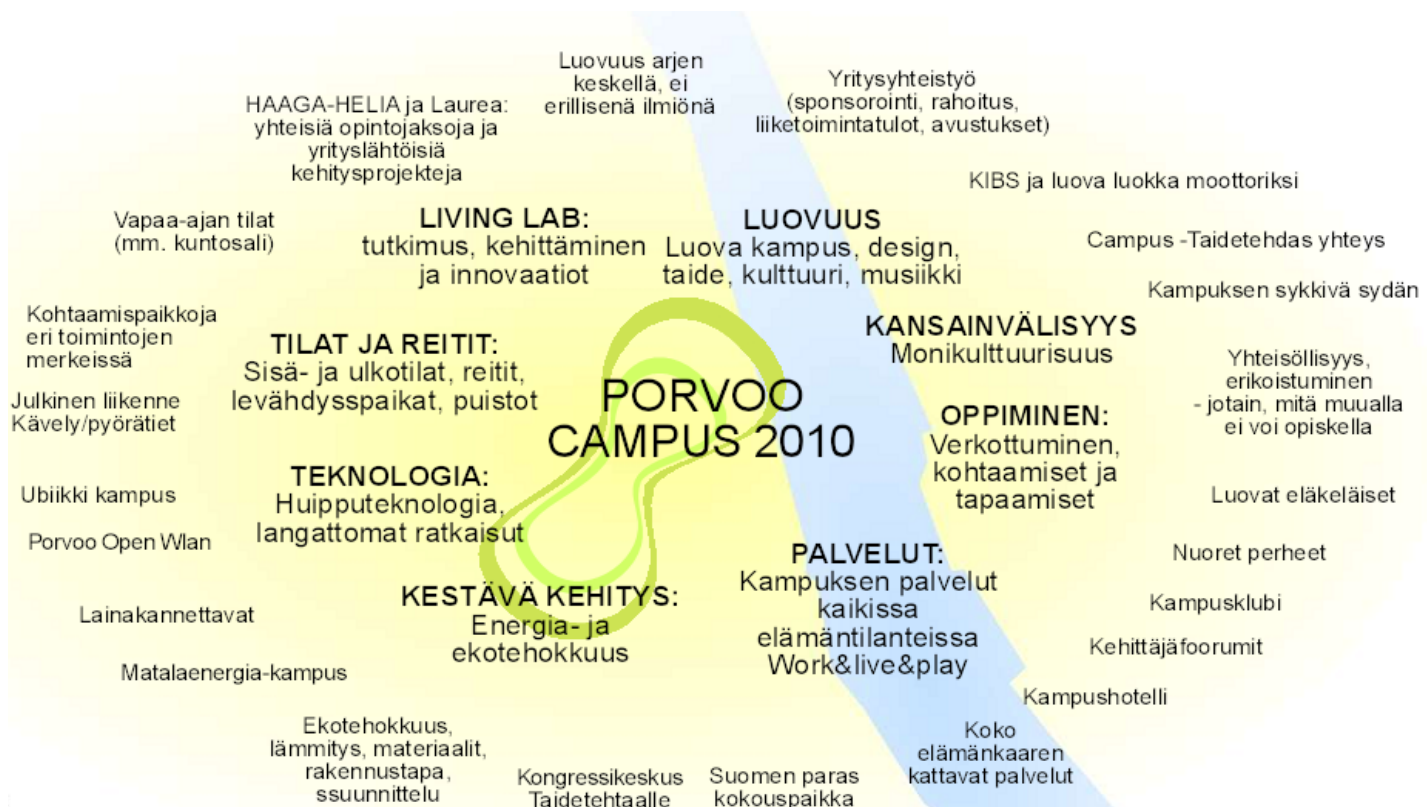 Luovuus arjen
keskellä, ei
erillisenä ilmiönä
Yritysyhteistyö
(sponsorointi, rahoitus,
liiketoimintatulot, avustukset)
HAAGA-HELIA ja Laurea:
yhteisiä opintojaksoja ja
yrityslähtöisiä
kehitysprojekteja
KIBS ja luova luokka moottoriksi
Vapaa-ajan tilat
(mm. kuntosali)
LIVING LAB:
tutkimus, kehittäminen
ja innovaatiot
LUOVUUS
Luova kampus, design,
taide, kulttuuri, musiikki
Campus -Taidetehdas yhteys
Kampuksen sykkivä sydän
Kohtaamispaikkoja
eri toimintojen
merkeissä
TILAT JA REITIT:
Sisä- ja ulkotilat, reitit,
levähdysspaikat, puistot
KANSAINVÄLISYYS
Monikulttuurisuus
Yhteisöllisyys,
erikoistuminen
- jotain, mitä muualla
ei voi opiskella
Julkinen liikenne
Kävely/pyörätiet
PORVOO
CAMPUS 2010
OPPIMINEN:
Verkottuminen,
kohtaamiset ja
tapaamiset
TEKNOLOGIA:
Huipputeknologia,
langattomat ratkaisut
Ubiikki kampus
Luovat eläkeläiset
Porvoo Open Wlan
Nuoret perheet
PALVELUT:
Kampuksen palvelut
kaikissa
elämäntilanteissa
Work&live&play
KESTÄVÄ KEHITYS:
Energia- ja
ekotehokkuus
Lainakannettavat
Kampusklubi
Kehittäjäfoorumit
Matalaenergia-kampus
Kampushotelli
Ekotehokkuus,
lämmitys, materiaalit,
rakennustapa,
ssuunnittelu
Koko
elämänkaaren
kattavat palvelut
Kongressikeskus
Taidetehtaalle
Suomen paras
kokouspaikka